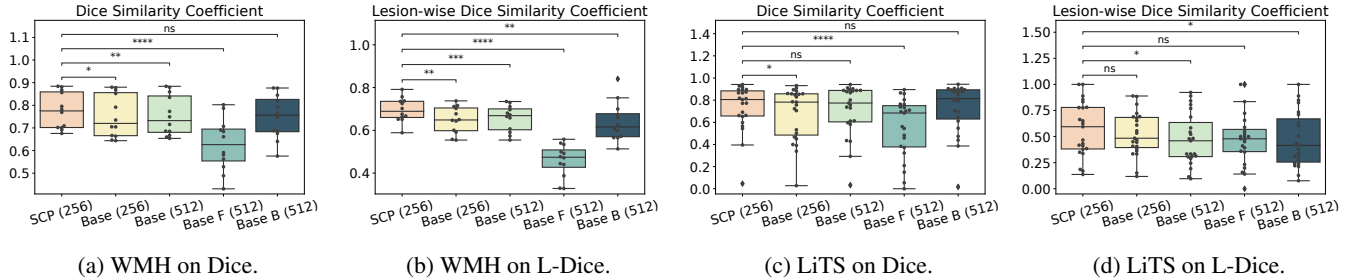 Dice Similarity Coefficient
ns
****
**
*
1.1
1.0
0.9
0.8
0.7
0.6
0.5
SCP (256)
Base (256)
Base (512)
Base F (512)
Base B (512)
(a) WMH on Dice.
Lesion-wise Dice Similarity Coefficient
**
****
***
**
1.0
0.8
0.6
0.4
SCP (256)
Base (256)
Base (512)
Base F (512)
Base B (512)
(b) WMH on L-Dice.
Dice Similarity Coefficient
ns
****
ns
*
1.4
1.2
1.0
0.8
0.6
0.4
0.2
0.0
SCP (256)
Base (256)
Base (512)
Base F (512)
Base B (512)
(c) LiTS on Dice.
Lesion-wise Dice Similarity Coefficient
*
ns
*
ns
1.50
1.25
1.00
0.75
0.50
0.25
0.00
SCP (256)
Base (256)
Base (512)
Base F (512)
Base B (512)
(d) LiTS on L-Dice.